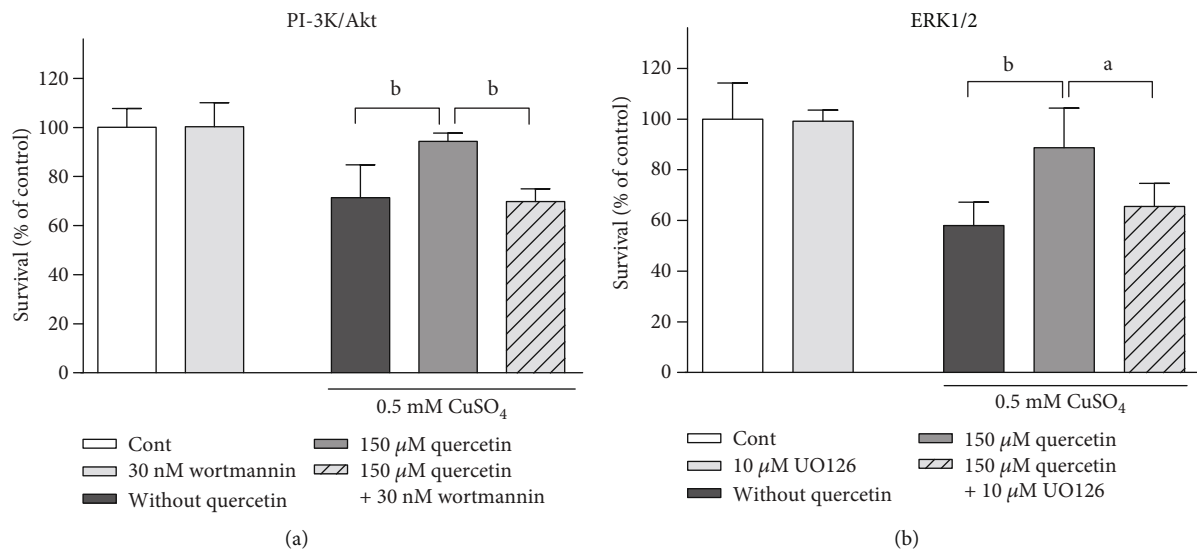 PI-3K/Akt
Survival (% of control)
120
100
80
60
40
20
0
b
b
0.5 mM CuSO₄
Cont
30 nM wortmannin
Without quercetin
150 μM quercetin
150 μM quercetin
+ 30 nM wortmannin
(a)
ERK1/2
Survival (% of control)
120
100
80
60
40
20
0
b
a
0.5 mM CuSO₄
Cont
10 μM UO126
Without quercetin
150 μM quercetin
150 μM quercetin
+ 10 μM UO126
(b)